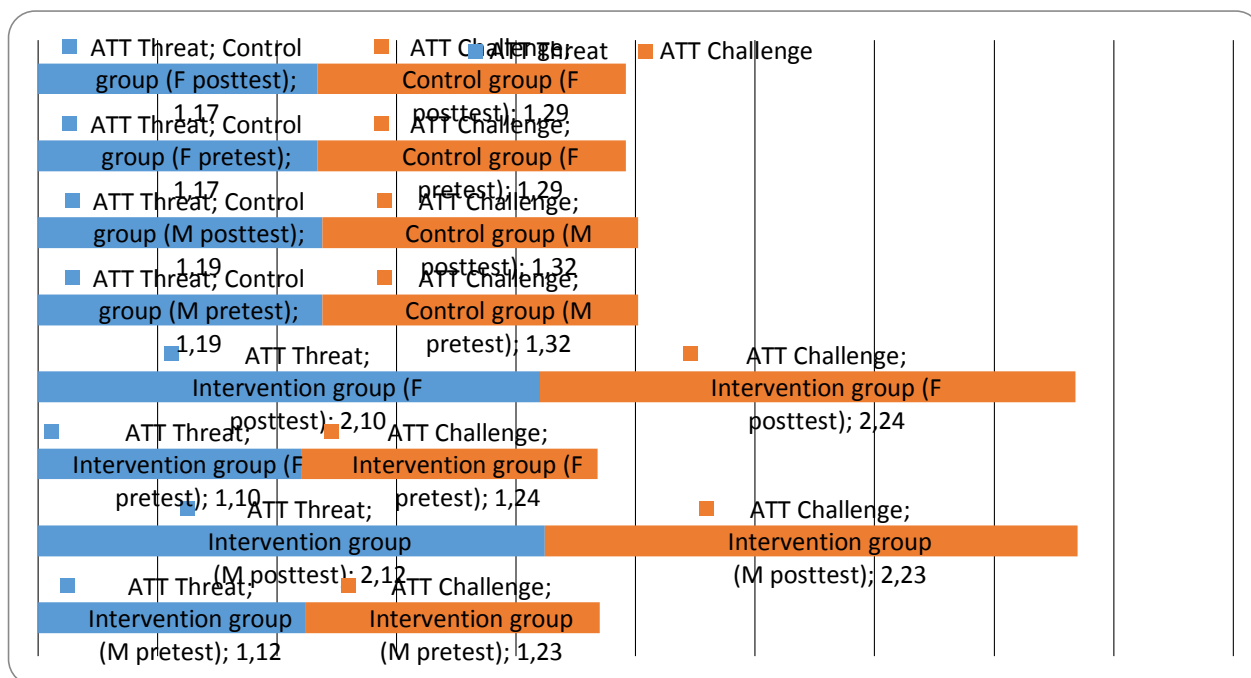 ATT Threat; Control
group (F posttest);
1,17
ATT Challenge;
Control group (F
posttest); 1,29
ATT Threat
ATT Challenge
ATT Threat; Control
group (F pretest);
1,17
ATT Challenge;
Control group (F
pretest); 1,29
ATT Threat; Control
group (M posttest);
1,19
ATT Challenge;
Control group (M
posttest); 1,32
ATT Threat; Control
group (M pretest);
1,19
ATT Challenge;
Control group (M
pretest); 1,32
ATT Threat;
Intervention group (F
posttest); 2,10
ATT Challenge;
Intervention group (F
posttest); 2,24
ATT Threat;
Intervention group (F
pretest); 1,10
ATT Challenge;
Intervention group (F
pretest); 1,24
ATT Threat;
Intervention group
(M posttest); 2,12
ATT Challenge;
Intervention group
(M posttest); 2,23
ATT Threat;
Intervention group
(M pretest); 1,12
ATT Challenge;
Intervention group
(M pretest); 1,23